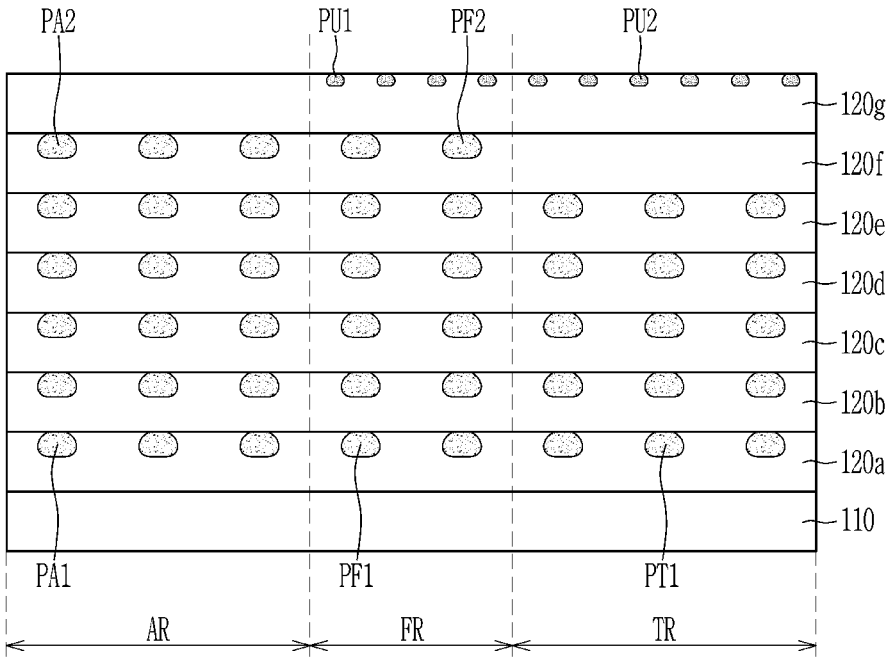 PA2
PU1
PF2
PU2
120g
120f
120e
120d
120c
120b
120a
110
PA1
PF1
PT1
AR
FR
TR